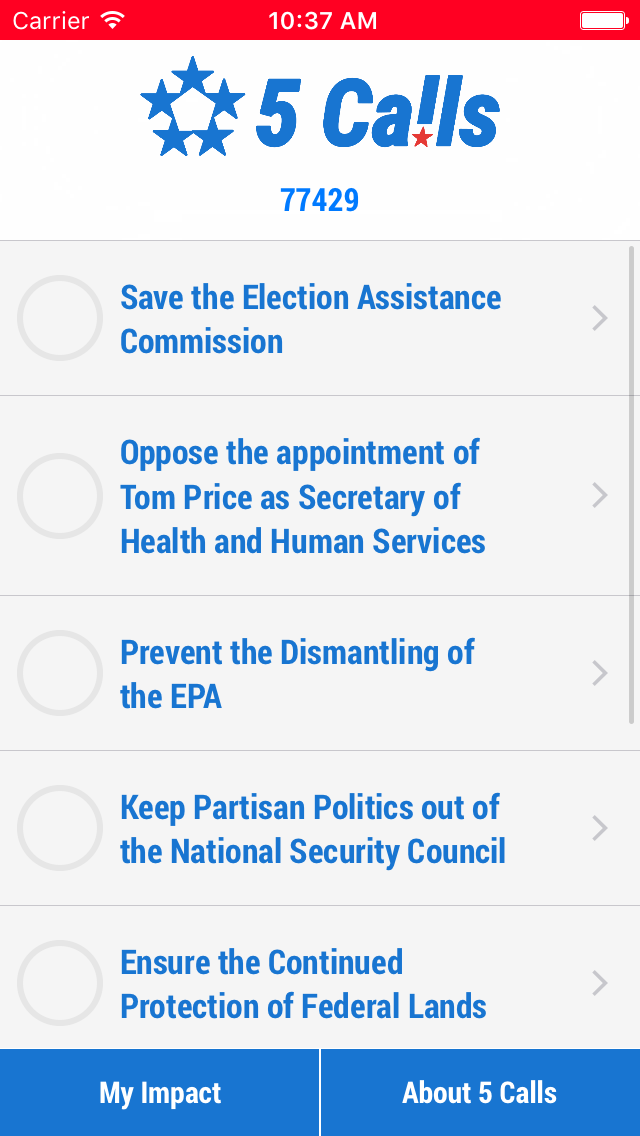 Carrier 10:37 AM
5 Calls
77429
Save the Election Assistance
Commission
Oppose the appointment of
Tom Price as Secretary of
Health and Human Services
Prevent the Dismantling of
the EPA
Keep Partisan Politics out of
the National Security Council
Ensure the Continued
Protection of Federal Lands
My Impact About 5 Calls